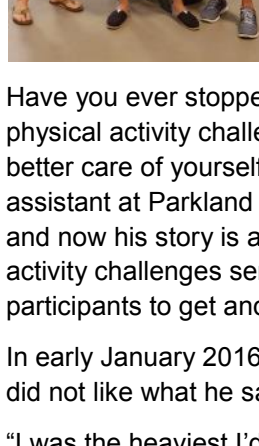 Have you ever stoppe
physical activity challe
better care of yourself
assistant at Parkland
and now his story is a
activity challenges se
participants to get and
In early January 2016
did not like what he sa
“I was the heaviest I’d